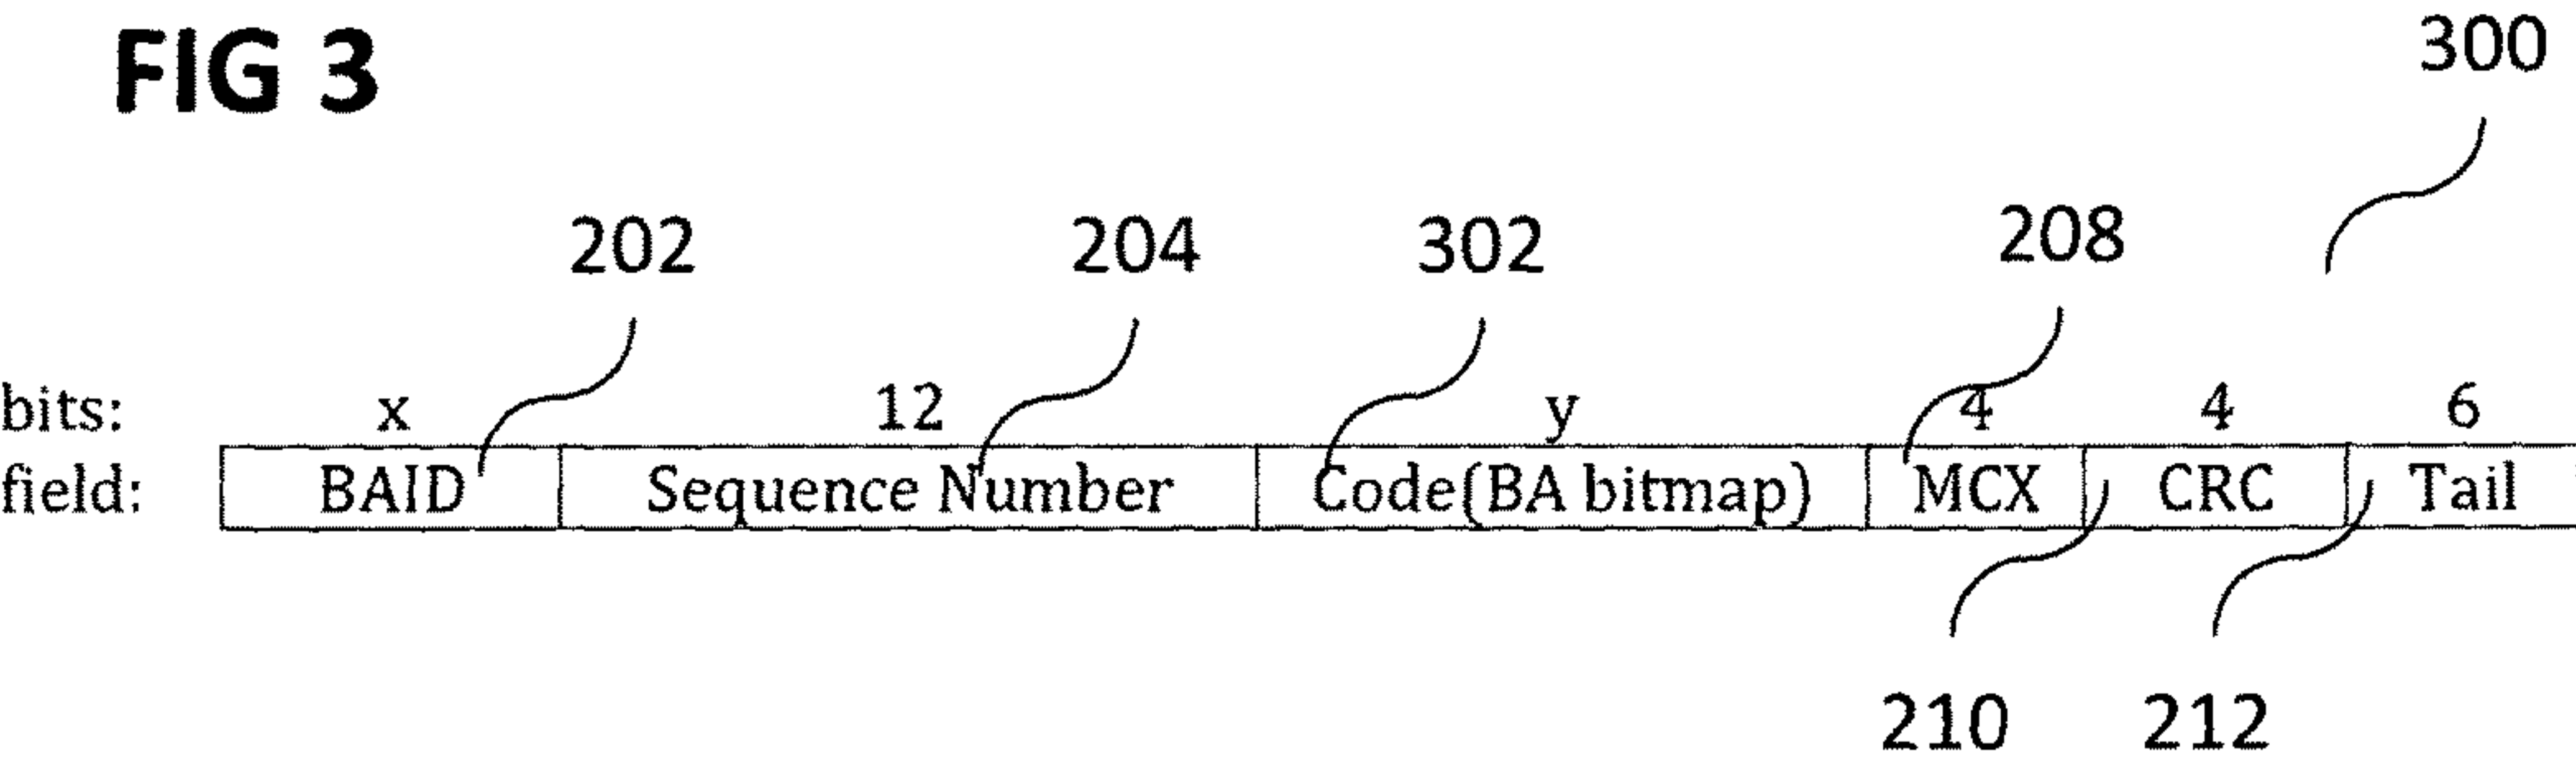 FIG 3
300
202 204 302 208
bits: x 12 y 4 4 6
field: BAID Sequence Number Code(BA bitmap) MCX CRC Tail
210 212